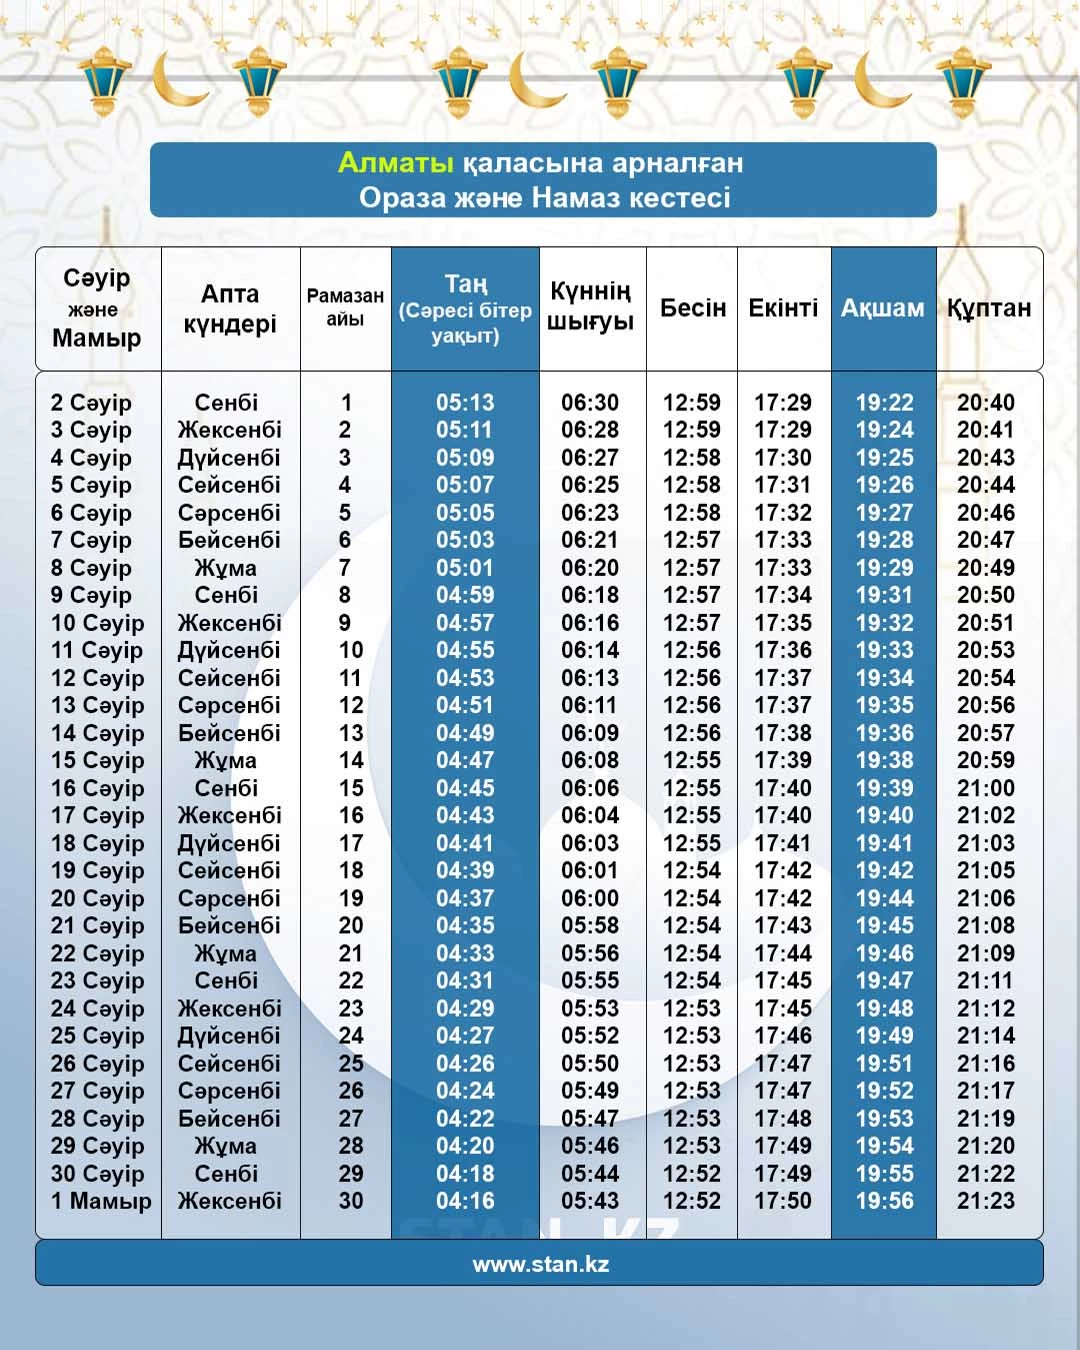 Алматы қаласына арналған
Ораза және Намаз кестесі
Сәуір және Мамыр Апта күндері Рамазан айы Таң (Сәресі бітер уақыт) Күннің шығуы Бесін Екінті Ақшам Құптан
2 Сәуір Сенбі 1 05:13 06:30 12:59 17:29 19:22 20:40
3 Сәуір Жексенбі 2 05:11 06:28 12:59 17:29 19:24 20:41
4 Сәуір Дүйсенбі 3 05:09 06:27 12:58 17:30 19:25 20:43
5 Сәуір Сейсенбі 4 05:07 06:25 12:58 17:31 19:26 20:44
6 Сәуір Сәрсенбі 5 05:05 06:23 12:58 17:32 19:27 20:46
7 Сәуір Бейсенбі 6 05:03 06:21 12:57 17:33 19:28 20:47
8 Сәуір Жұма 7 05:01 06:20 12:57 17:33 19:29 20:49
9 Сәуір Сенбі 8 04:59 06:18 12:57 17:34 19:31 20:50
10 Сәуір Жексенбі 9 04:57 06:16 12:57 17:35 19:32 20:51
11 Сәуір Дүйсенбі 10 04:55 06:14 12:56 17:36 19:33 20:53
12 Сәуір Сейсенбі 11 04:53 06:13 12:56 17:37 19:34 20:54
13 Сәуір Сәрсенбі 12 04:51 06:11 12:56 17:37 19:35 20:56
14 Сәуір Бейсенбі 13 04:49 06:09 12:56 17:38 19:36 20:57
15 Сәуір Жұма 14 04:47 06:08 12:55 17:39 19:38 20:59
16 Сәуір Сенбі 15 04:45 06:06 12:55 17:40 19:39 21:00
17 Сәуір Жексенбі 16 04:43 06:04 12:55 17:40 19:40 21:02
18 Сәуір Дүйсенбі 17 04:41 06:03 12:55 17:41 19:41 21:03
19 Сәуір Сейсенбі 18 04:39 06:01 12:54 17:42 19:42 21:05
20 Сәуір Сәрсенбі 19 04:37 06:00 12:54 17:42 19:44 21:06
21 Сәуір Бейсенбі 20 04:35 05:58 12:54 17:43 19:45 21:08
22 Сәуір Жұма 21 04:33 05:56 12:54 17:44 19:46 21:09
23 Сәуір Сенбі 22 04:31 05:55 12:54 17:45 19:47 21:11
24 Сәуір Жексенбі 23 04:29 05:53 12:53 17:45 19:48 21:12
25 Сәуір Дүйсенбі 24 04:27 05:52 12:53 17:46 19:49 21:14
26 Сәуір Сейсенбі 25 04:26 05:50 12:53 17:47 19:51 21:16
27 Сәуір Сәрсенбі 26 04:24 05:49 12:53 17:47 19:52 21:17
28 Сәуір Бейсенбі 27 04:22 05:47 12:53 17:48 19:53 21:19
29 Сәуір Жұма 28 04:20 05:46 12:53 17:49 19:54 21:20
30 Сәуір Сенбі 29 04:18 05:44 12:52 17:49 19:55 21:22
1 Мамыр Жексенбі 30 04:16 05:43 12:52 17:50 19:56 21:23
STAN.KZ
www.stan.kz